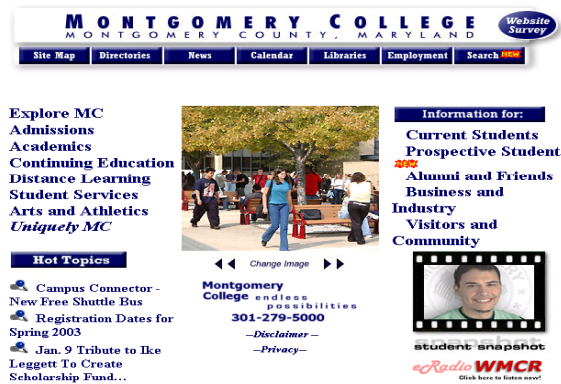 MONTGOMERY COLLEGE
MONTGOMERY COUNTY, MARYLAND
Website
Survey
Site Map
Directories
News
Calendar
Libraries
Employment
Search NEW
Explore MC
Admissions
Academics
Continuing Education
Distance Learning
Student Services
Arts and Athletics
Uniquely MC
Hot Topics
Campus Connector -
New Free Shuttle Bus
Registration Dates for
Spring 2003
Jan. 9 Tribute to Ike
Leggett To Create
Scholarship Fund...
Change Image
Montgomery
College endless
possibilities
301-279-5000
--Disclaimer --
--Privacy--
Information for:
Current Students
Prospective Student
NEW
Alumni and Friends
Business and
Industry
Visitors and
Community
student snapshot
eRadio WMCR
Click here to listen now!